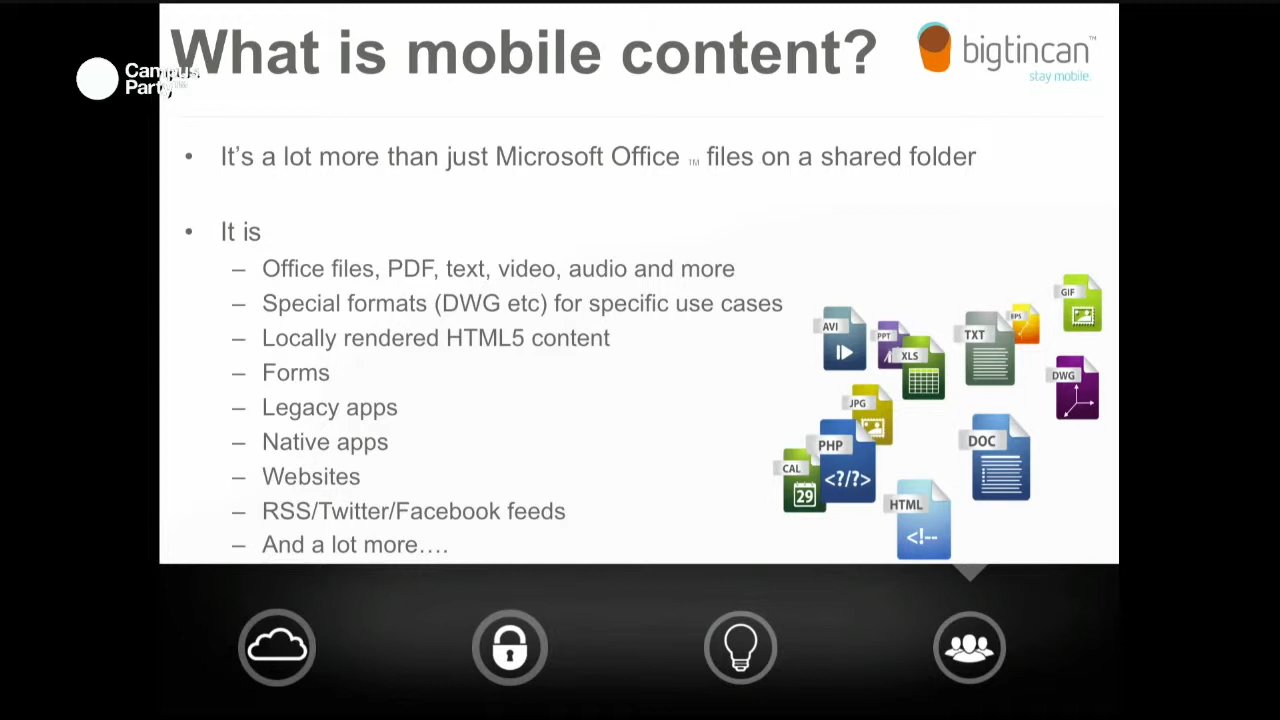 What is mobile content?
bigtincan™
stay mobile.
Campus
Party
• It's a lot more than just Microsoft Office TM files on a shared folder
• It is
– Office files, PDF, text, video, audio and more
– Special formats (DWG etc) for specific use cases
– Locally rendered HTML5 content
– Forms
– Legacy apps
– Native apps
– Websites
– RSS/Twitter/Facebook feeds
– And a lot more….
GIF
AVI
PPT
XLS
TXT
EPS
DWG
JPG
PHP
<?/?>
DOC
CAL
29
HTML
<!--